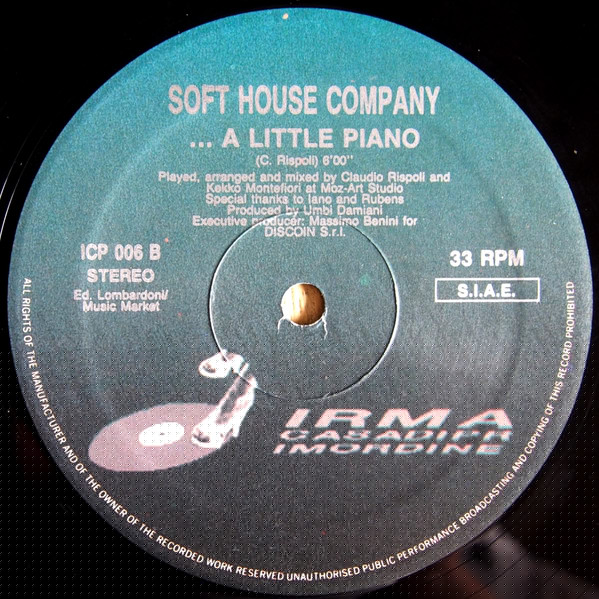 SOFT HOUSE COMPANY
... A LITTLE PIANO
(C. Rispoli) 6'00"
Played, arranged and mixed by Claudio Rispoli and
Kekko Montefiori at Moz-Art Studio
Special thanks to Iano and Rubens
Produced by Umbi Damiani
Executive producer: Massimo Benini for
DISCOIN S.r.l.
ICP 006 B
STEREO
Ed. Lombardoni/
Music Market
33 RPM
S.I.A.E.
IRMA
CASADIPR
IMORDINE
ALL RIGHTS OF THE MANUFACTURER AND OF THE OWNER OF THE RECORDED WORK RESERVED UNAUTHORISED PUBLIC PERFORMANCE BROADCASTING AND COPYING OF THIS RECORD PROHIBITED